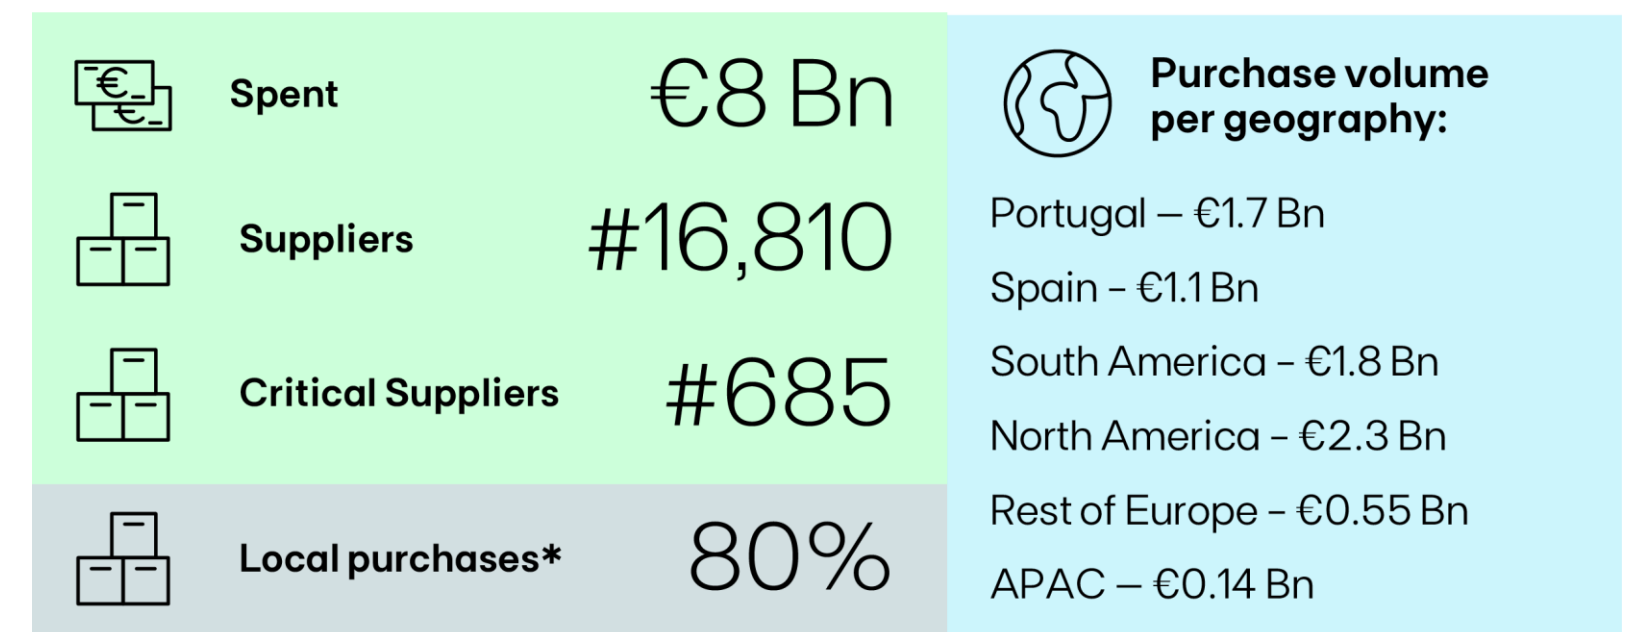 Spent
€8 Bn
Suppliers
#16,810
Critical Suppliers
#685
Local purchases*
80%
Purchase volume
per geography:
Portugal — €1.7 Bn
Spain – €1.1 Bn
South America – €1.8 Bn
North America – €2.3 Bn
Rest of Europe – €0.55 Bn
APAC — €0.14 Bn